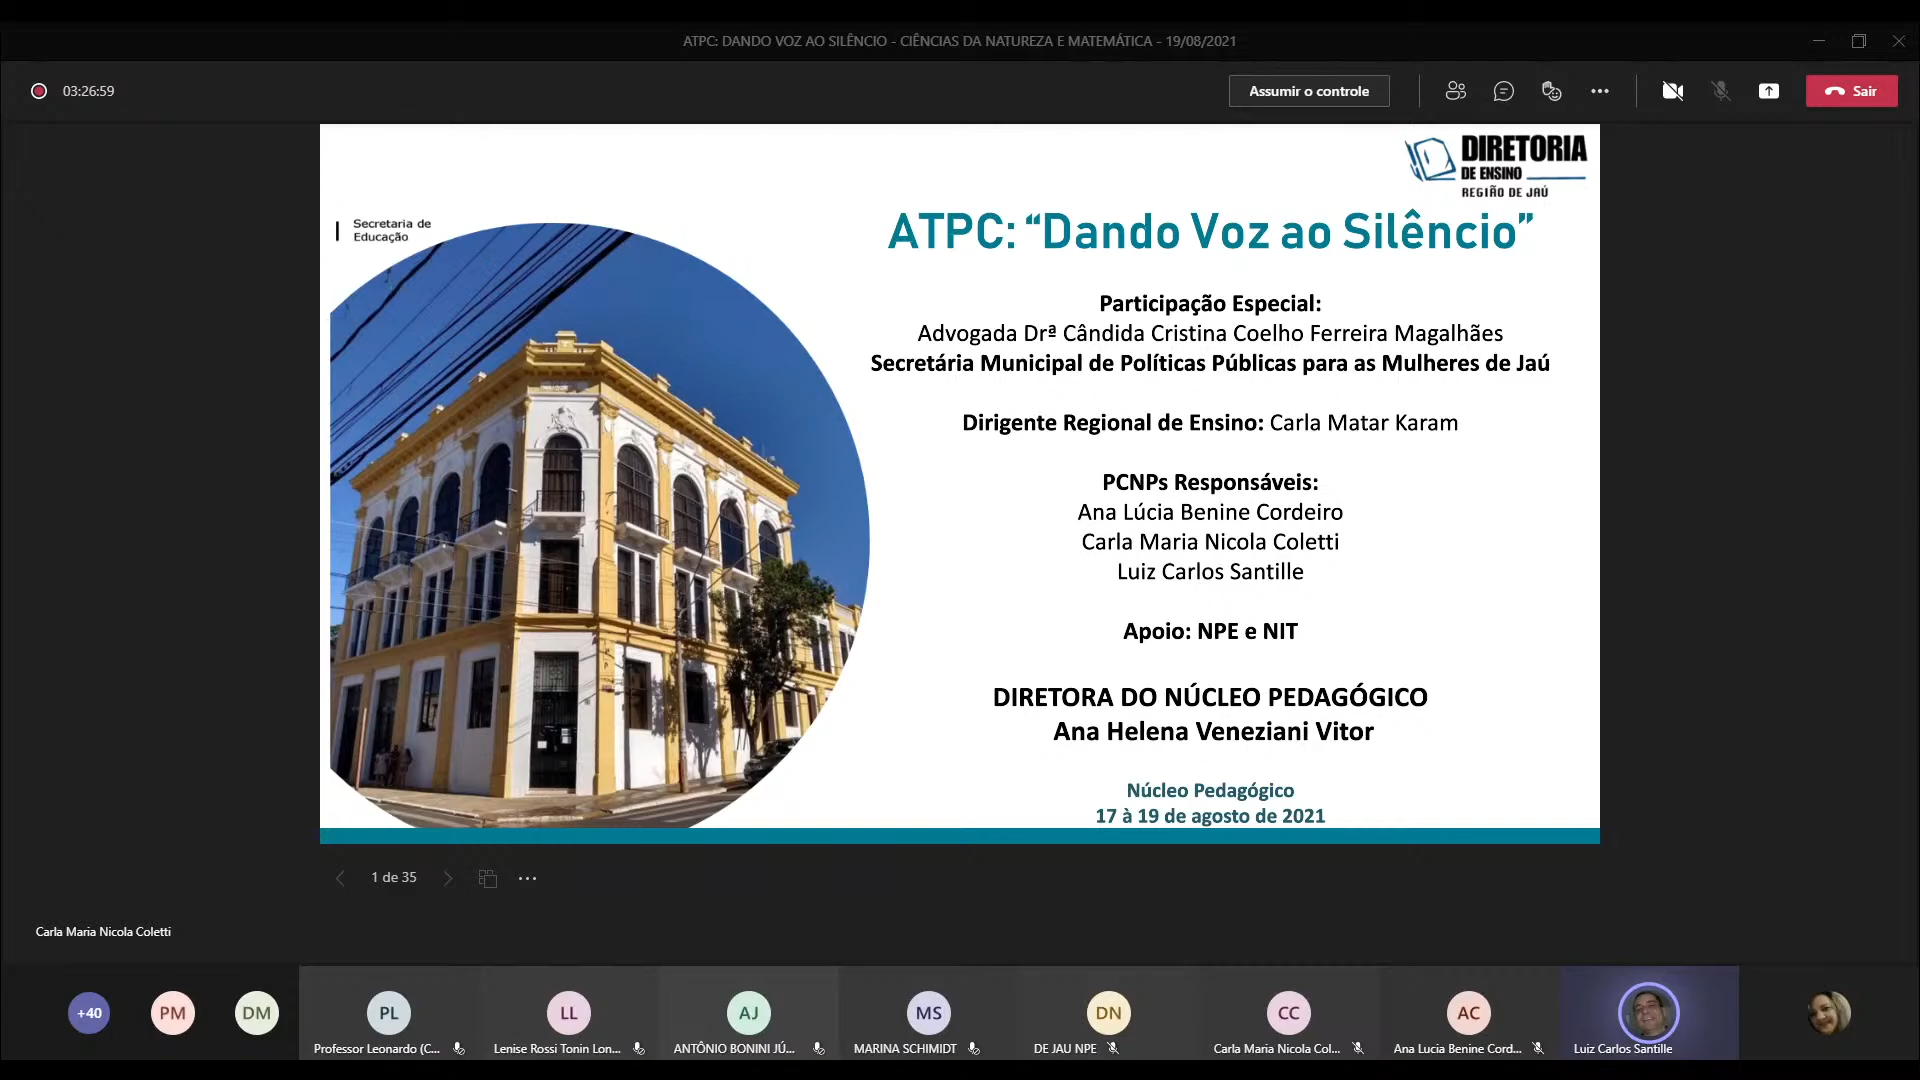 ATPC: DANDO VOZ AO SILÊNCIO - CIÊNCIAS DA NATUREZA E MATEMÁTICA - 19/08/2021
03:26:59
Assumir o controle
Sair
DIRETORIA
DE ENSINO
REGIÃO DE JAÚ
Secretaria de
Educação
ATPC: “Dando Voz ao Silêncio”
Participação Especial:
Advogada Drª Cândida Cristina Coelho Ferreira Magalhães
Secretária Municipal de Políticas Públicas para as Mulheres de Jaú
Dirigente Regional de Ensino: Carla Matar Karam
PCNPs Responsáveis:
Ana Lúcia Benine Cordeiro
Carla Maria Nicola Coletti
Luiz Carlos Santille
Apoio: NPE e NIT
DIRETORA DO NÚCLEO PEDAGÓGICO
Ana Helena Veneziani Vitor
Núcleo Pedagógico
17 à 19 de agosto de 2021
1 de 35
Carla Maria Nicola Coletti
+40
PM
DM
PL
LL
AJ
MS
DN
CC
AC
Professor Leonardo (C...
Lenise Rossi Tonin Lon...
ANTÔNIO BONINI JÚ...
MARINA SCHIMIDT
DE JAU NPE
Carla Maria Nicola Col...
Ana Lucia Benine Cord...
Luiz Carlos Santille